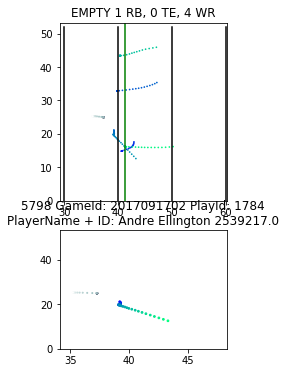 EMPTY 1 RB, 0 TE, 4 WR
50
40
30
20
10
0
30 40 50 60
5798 GameId: 2017091702 PlayId: 1784
PlayerName + ID: Andre Ellington 2539217.0
40
20
0
35 40 45